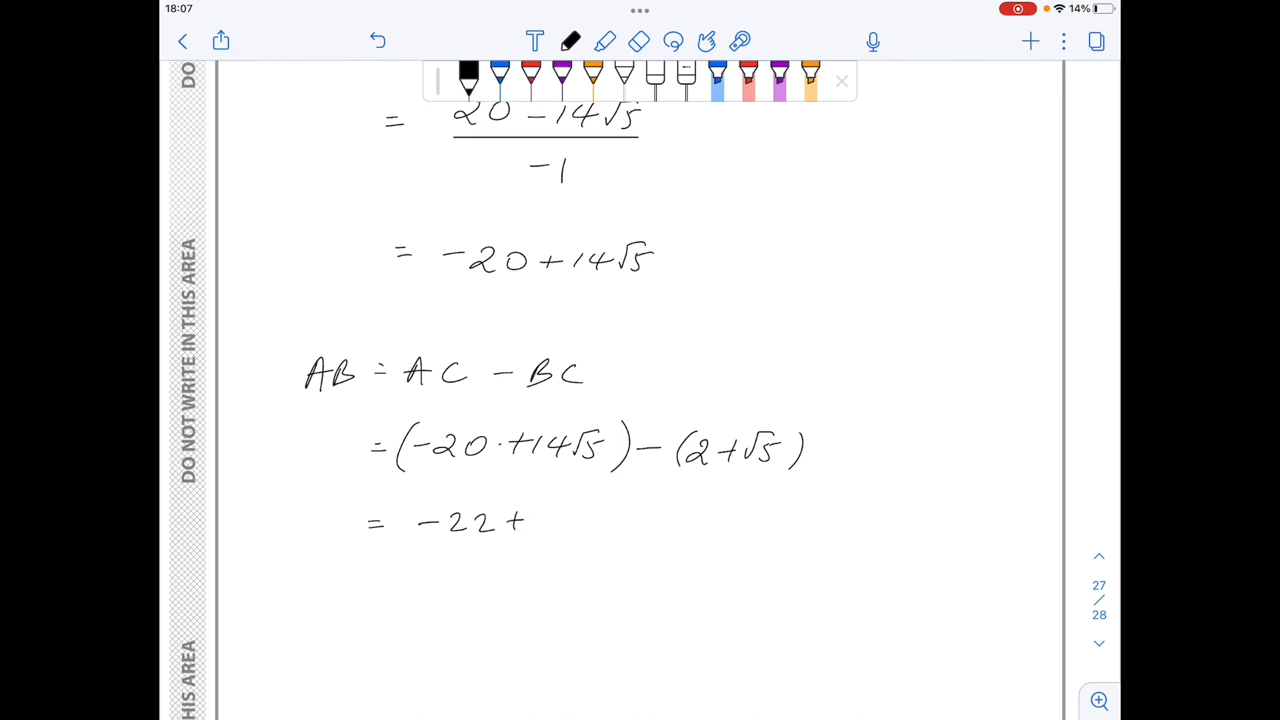 18:07
14%
DO
= 20 - 14√5
-1
= -20 + 14√5
DO NOT WRITE IN THIS AREA
AB = AC - BC
= (-20 + 14√5) - (2 + √5)
= -22 +
27
/
28
HIS AREA